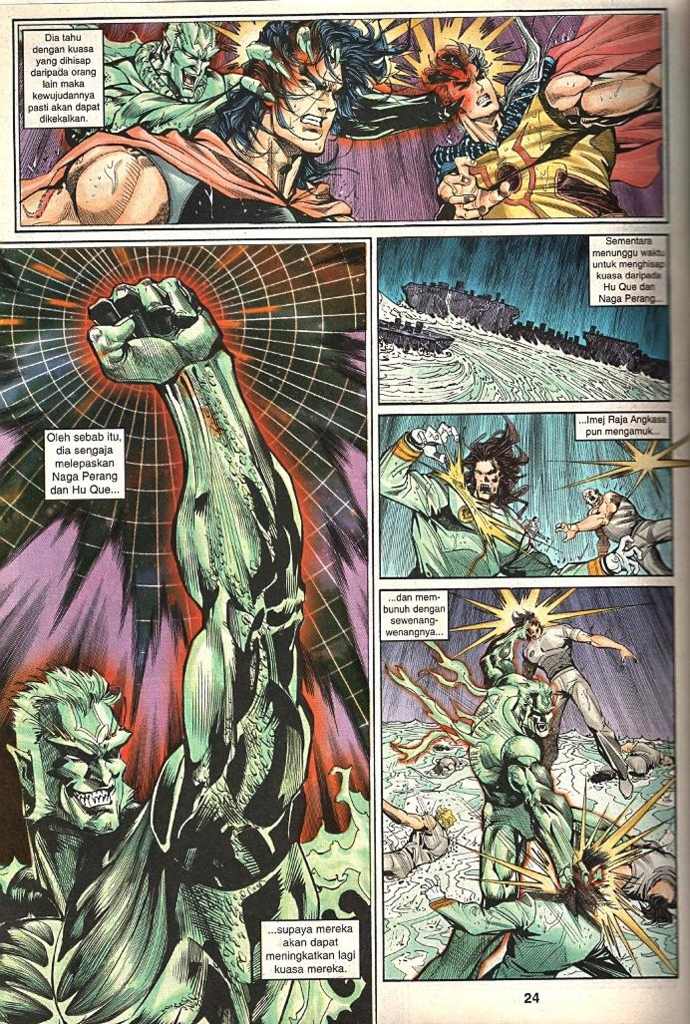 Dia tahu
dengan kuasa
yang dihisap
daripada orang
lain maka
kewujudannya
pasti akan dapat
dikekalkan.
Oleh sebab itu,
dia sengaja
melepaskan
Naga Perang
dan Hu Que...
...supaya mereka
akan dapat
meningkatkan lagi
kuasa mereka.
Sementara
menunggu waktu
untuk menghisap
kuasa daripada
Hu Que dan
Naga Perang...
...Imej Raja Angkasa
pun mengamuk...
...dan mem-
bunuh dengan
sewenang-
wenangnya...
24